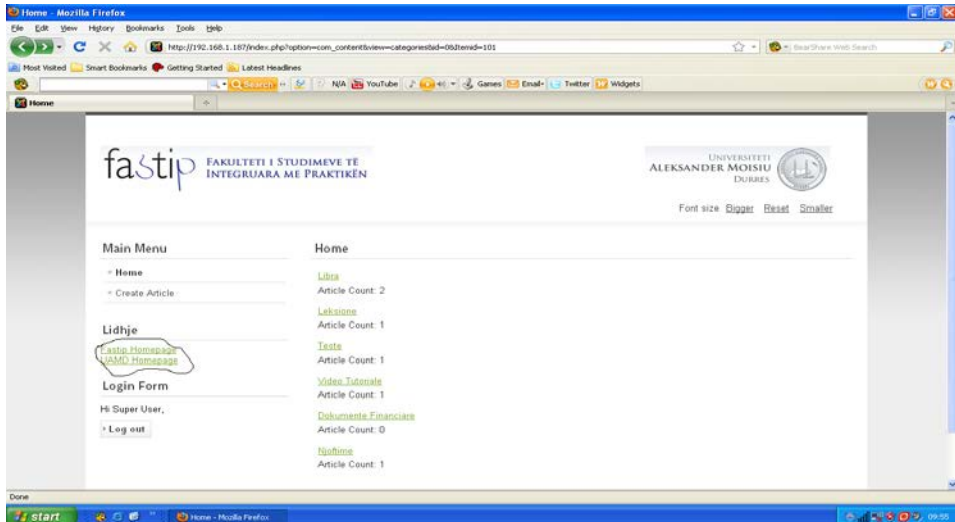 Home - Mozilla Firefox
File Edit View History Bookmarks Tools Help
http://192.168.1.187/index.php?option=com_content&view=categories&id=0&Itemid=101
BearShare Web Search
Most Visited Smart Bookmarks Getting Started Latest Headlines
Search N/A YouTube Games Email Twitter Widgets
Home
fastip FAKULTETI I STUDIMEVE TË
INTEGRUARA ME PRAKTIKËN
UNIVERSITETI
ALEKSANDER MOISIU
DURRES
Font size Bigger Reset Smaller
Main Menu
Home
Create Article
Lidhje
Fastip Homepage
UAMD Homepage
Login Form
Hi Super User,
Log out
Home
Libra
Article Count: 2
Leksione
Article Count: 1
Teste
Article Count: 1
Video Tutoriale
Article Count: 1
Dokumente Financiare
Article Count: 0
Njoftime
Article Count: 1
Done
start
Home - Mozilla Firefox
09:55